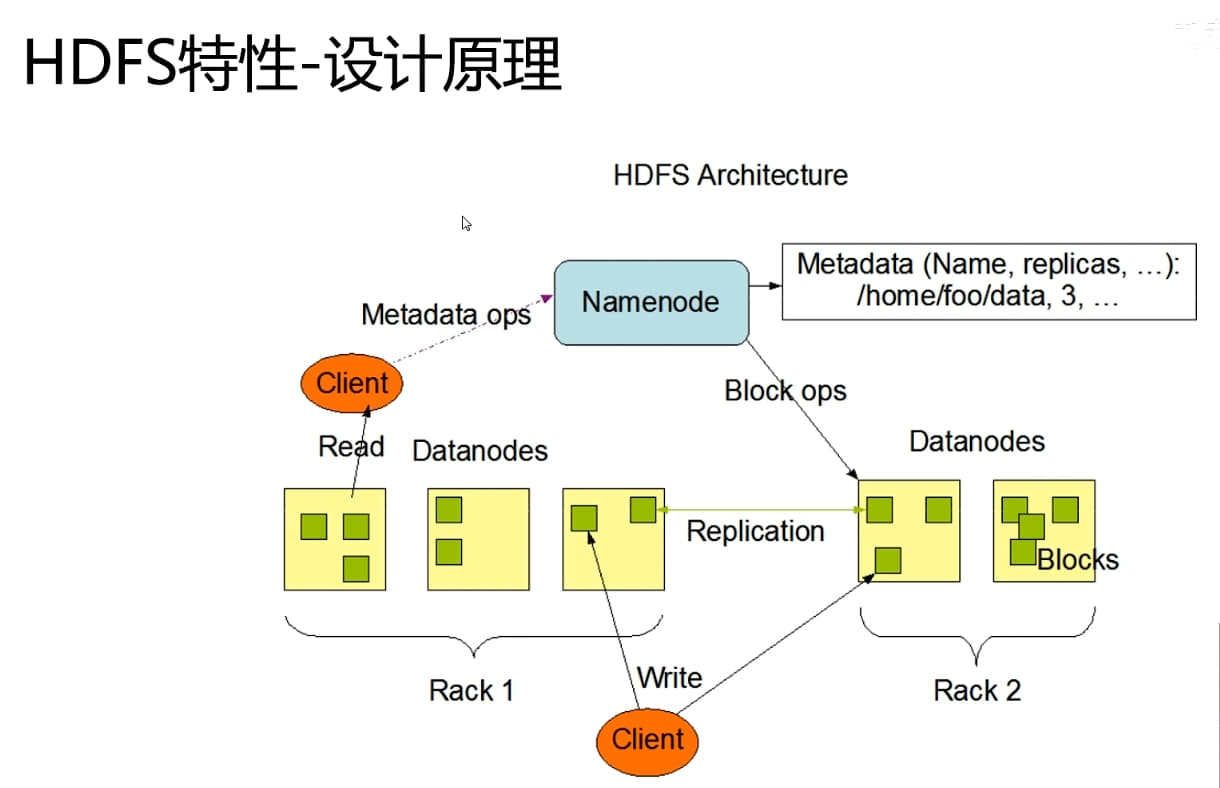 HDFS特性-设计原理
HDFS Architecture
Metadata (Name, replicas, …):
/home/foo/data, 3, …
Namenode
Metadata ops
Client
Block ops
Read
Datanodes
Datanodes
Replication
Blocks
Write
Rack 1
Rack 2
Client